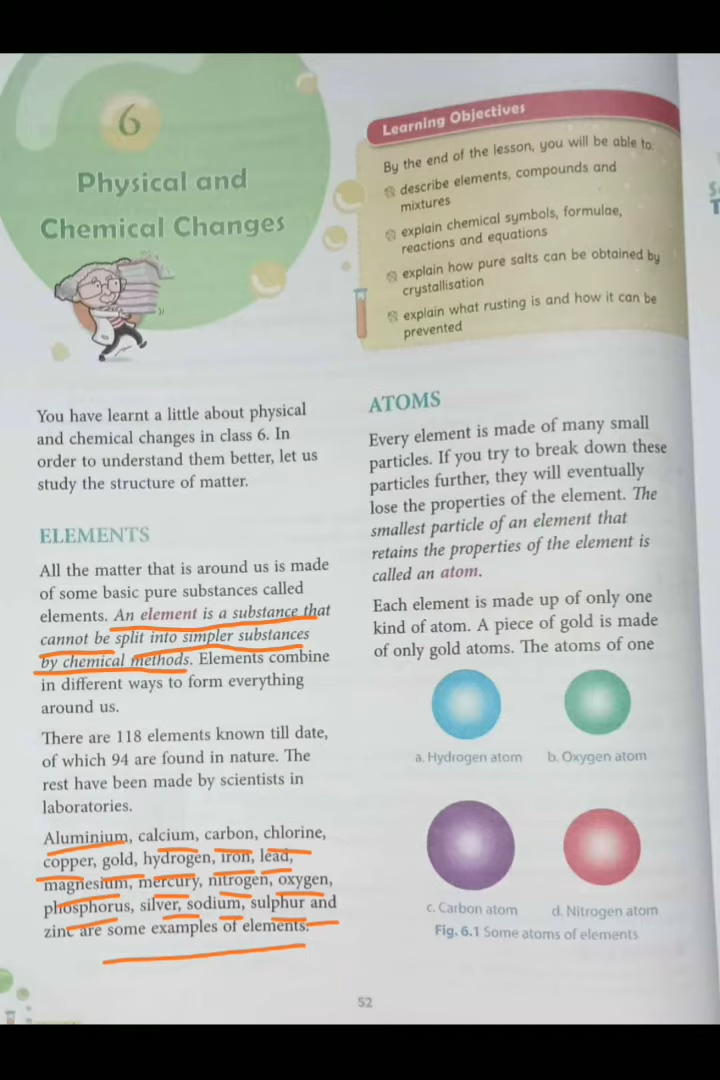 6
Physical and
Chemical Changes
Learning Objectives
By the end of the lesson, you will be able to:
describe elements, compounds and
mixtures
explain chemical symbols, formulae,
reactions and equations
explain how pure salts can be obtained by
crystallisation
explain what rusting is and how it can be
prevented
You have learnt a little about physical
and chemical changes in class 6. In
order to understand them better, let us
study the structure of matter.
ELEMENTS
All the matter that is around us is made
of some basic pure substances called
elements. An element is a substance that
cannot be split into simpler substances
by chemical methods. Elements combine
in different ways to form everything
around us.
There are 118 elements known till date,
of which 94 are found in nature. The
rest have been made by scientists in
laboratories.
Aluminium, calcium, carbon, chlorine,
copper, gold, hydrogen, iron, lead,
magnesium, mercury, nitrogen, oxygen,
phosphorus, silver, sodium, sulphur and
zinc are some examples of elements.
ATOMS
Every element is made of many small
particles. If you try to break down these
particles further, they will eventually
lose the properties of the element. The
smallest particle of an element that
retains the properties of the element is
called an atom.
Each element is made up of only one
kind of atom. A piece of gold is made
of only gold atoms. The atoms of one
a. Hydrogen atom
b. Oxygen atom
c. Carbon atom
d. Nitrogen atom
Fig. 6.1 Some atoms of elements
52